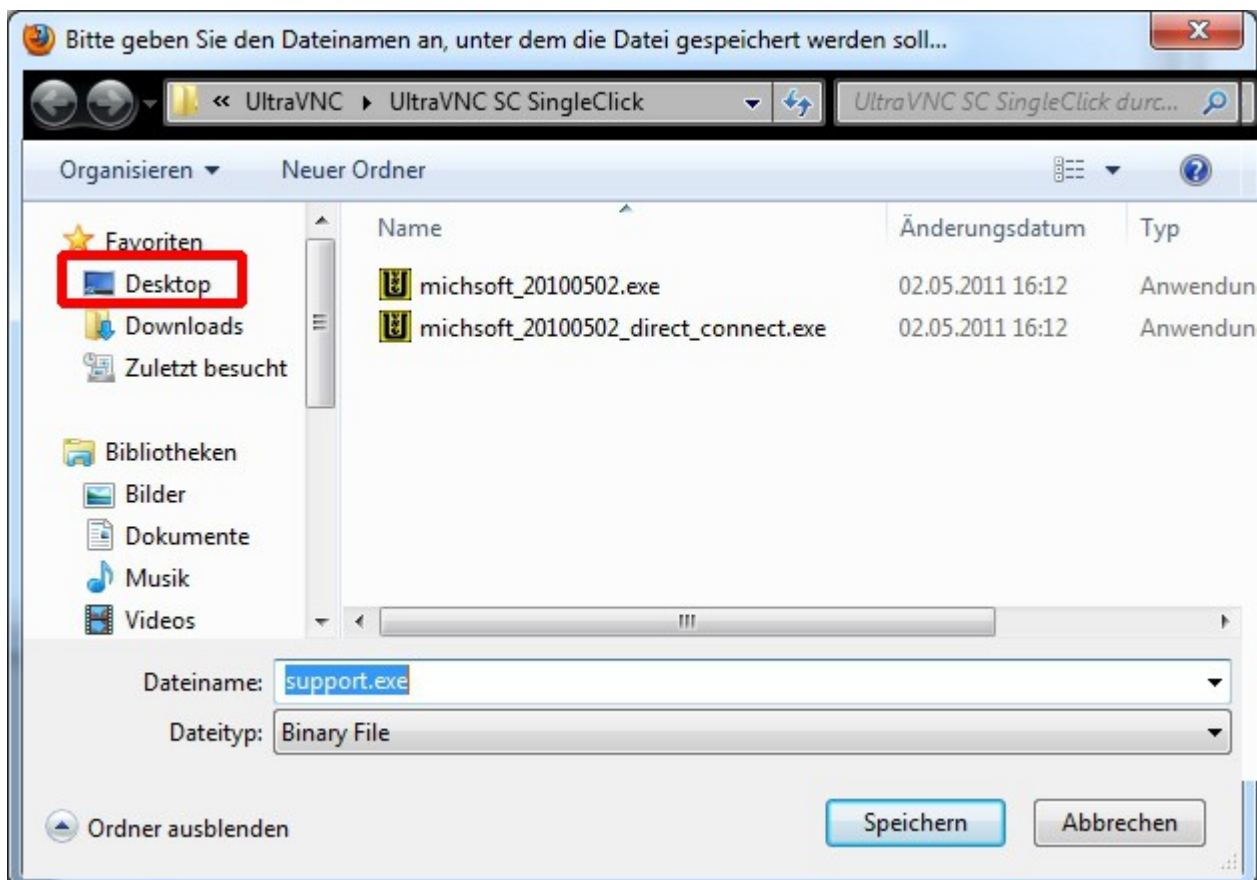 Bitte geben Sie den Dateinamen an, unter dem die Datei gespeichert werden soll...
« UltraVNC ▸ UltraVNC SC SingleClick
UltraVNC SC SingleClick durc...
Organisieren
Neuer Ordner
Favoriten
Desktop
Downloads
Zuletzt besucht
Bibliotheken
Bilder
Dokumente
Musik
Videos
Name Änderungsdatum Typ
michsoft_20100502.exe 02.05.2011 16:12 Anwendun
michsoft_20100502_direct_connect.exe 02.05.2011 16:12 Anwendun
Dateiname: support.exe
Dateityp: Binary File
Ordner ausblenden
Speichern
Abbrechen